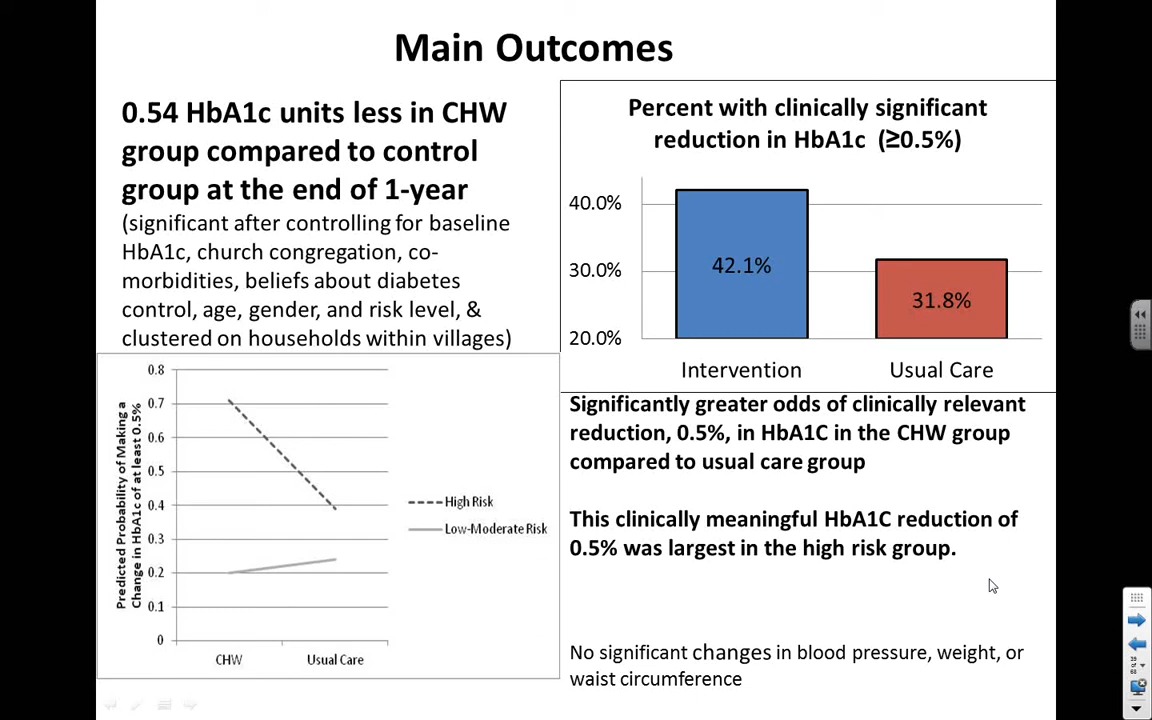 Main Outcomes
0.54 HbA1c units less in CHW
group compared to control
group at the end of 1-year
(significant after controlling for baseline
HbA1c, church congregation, co-
morbidities, beliefs about diabetes
control, age, gender, and risk level, &
clustered on households within villages)
Percent with clinically significant
reduction in HbA1c (≥0.5%)
40.0%
30.0%
20.0%
42.1%
31.8%
Intervention
Usual Care
Predicted Probability of Making a
Change in HbA1c of at least 0.5%
0.8
0.7
0.6
0.5
0.4
0.3
0.2
0.1
0
CHW
Usual Care
High Risk
Low-Moderate Risk
Significantly greater odds of clinically relevant
reduction, 0.5%, in HbA1C in the CHW group
compared to usual care group
This clinically meaningful HbA1C reduction of
0.5% was largest in the high risk group.
No significant changes in blood pressure, weight, or
waist circumference